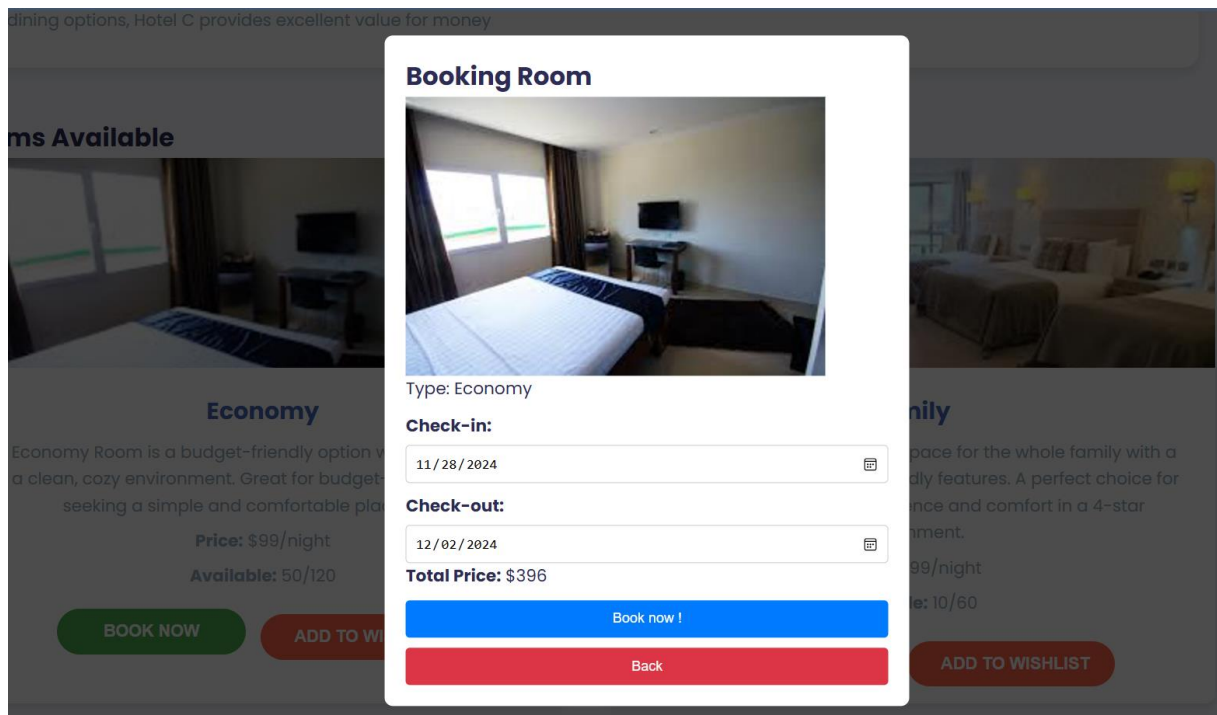 dining options, Hotel C provides excellent value for money
Booking Room
ms Available
Type: Economy
Check-in:
11/28/2024
Check-out:
12/02/2024
Total Price: $396
Book now !
Back
Economy
Economy Room is a budget-friendly option
a clean, cozy environment. Great for budget-
seeking a simple and comfortable
Price: $99/night
Available: 50/120
BOOK NOW
ADD TO
mily
pace for the whole family with a
dly features. A perfect choice for
nce and comfort in a 4-star
nment.
99/night
le: 10/60
ADD TO WISHLIST